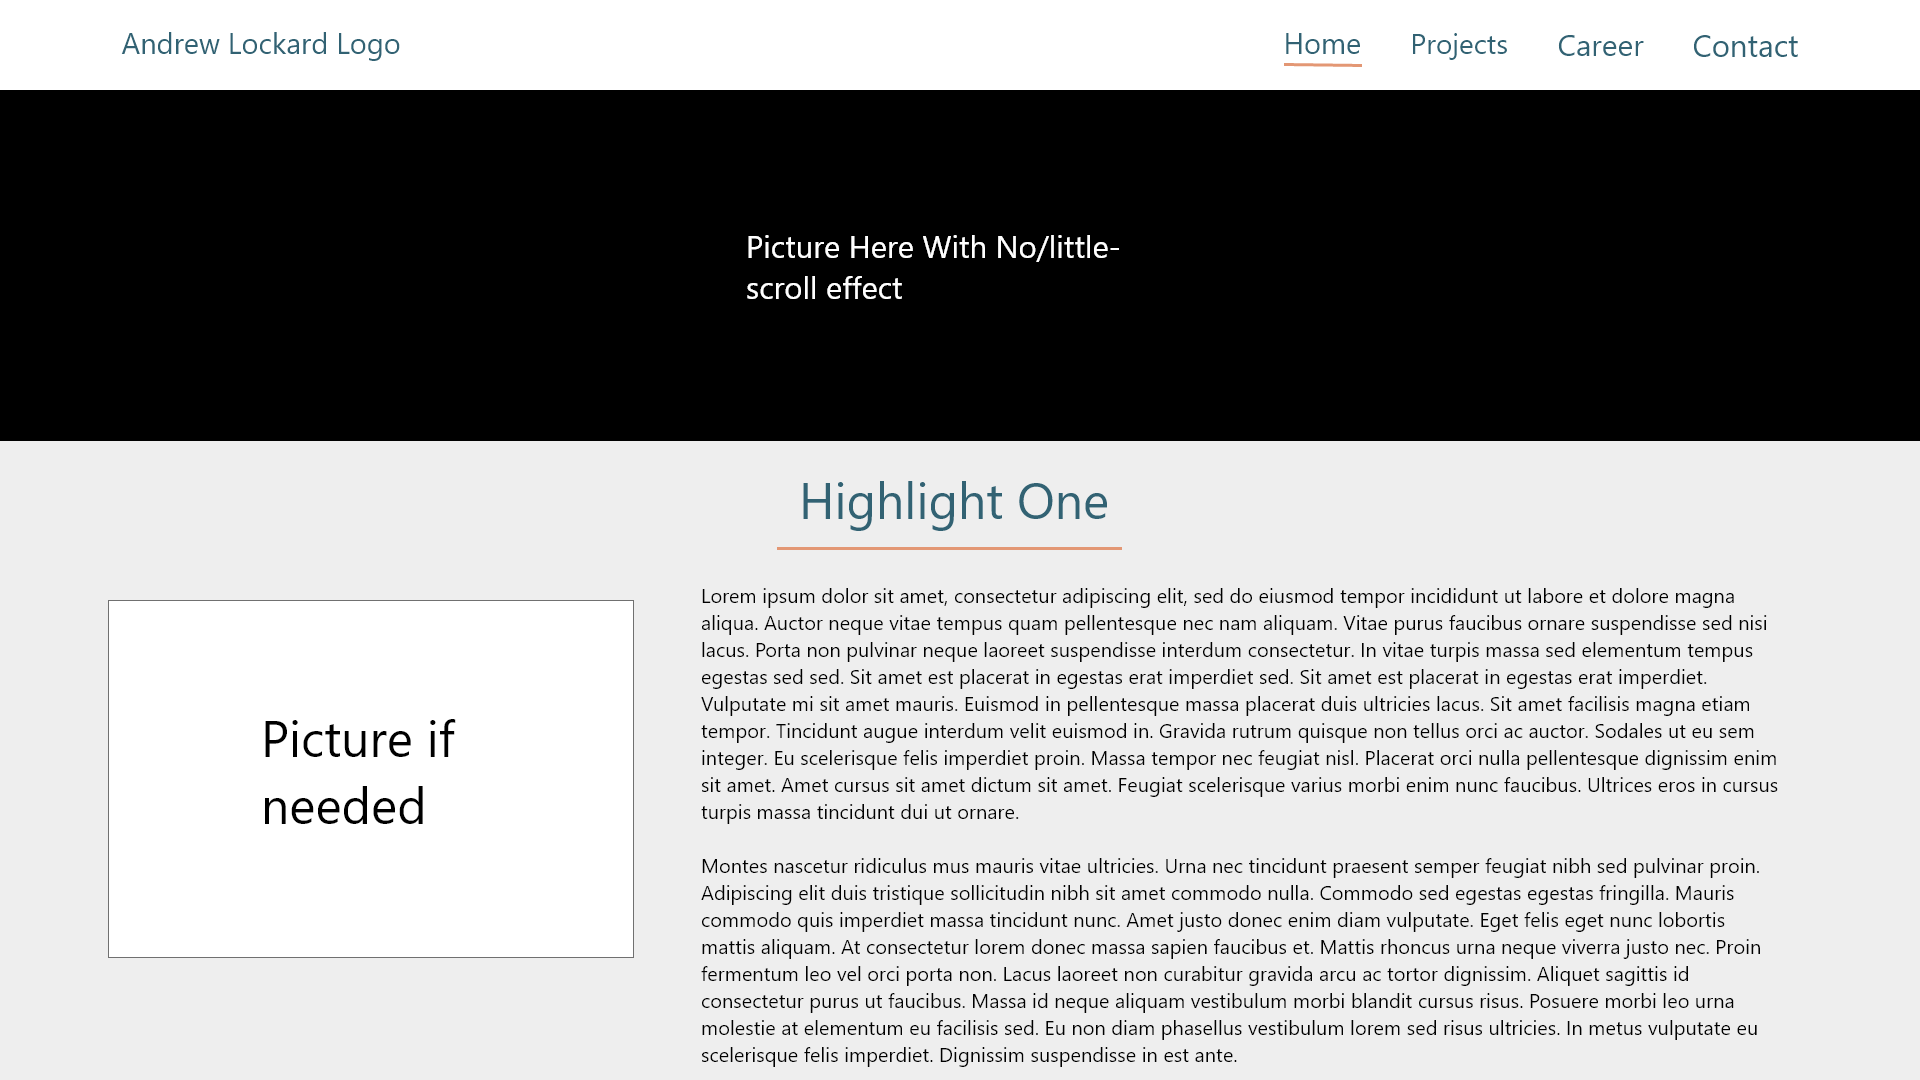 Andrew Lockard Logo
Home Projects Career Contact
Picture Here With No/little-
scroll effect
Highlight One
Picture if
needed
Lorem ipsum dolor sit amet, consectetur adipiscing elit, sed do eiusmod tempor incididunt ut labore et dolore magna
aliqua. Auctor neque vitae tempus quam pellentesque nec nam aliquam. Vitae purus faucibus ornare suspendisse sed nisi
lacus. Porta non pulvinar neque laoreet suspendisse interdum consectetur. In vitae turpis massa sed elementum tempus
egestas sed sed. Sit amet est placerat in egestas erat imperdiet sed. Sit amet est placerat in egestas erat imperdiet.
Vulputate mi sit amet mauris. Euismod in pellentesque massa placerat duis ultricies lacus. Sit amet facilisis magna etiam
tempor. Tincidunt augue interdum velit euismod in. Gravida rutrum quisque non tellus orci ac auctor. Sodales ut eu sem
integer. Eu scelerisque felis imperdiet proin. Massa tempor nec feugiat nisl. Placerat orci nulla pellentesque dignissim enim
sit amet. Amet cursus sit amet dictum sit amet. Feugiat scelerisque varius morbi enim nunc faucibus. Ultrices eros in cursus
turpis massa tincidunt dui ut ornare.
Montes nascetur ridiculus mus mauris vitae ultricies. Urna nec tincidunt praesent semper feugiat nibh sed pulvinar proin.
Adipiscing elit duis tristique sollicitudin nibh sit amet commodo nulla. Commodo sed egestas egestas fringilla. Mauris
commodo quis imperdiet massa tincidunt nunc. Amet justo donec enim diam vulputate. Eget felis eget nunc lobortis
mattis aliquam. At consectetur lorem donec massa sapien faucibus et. Mattis rhoncus urna neque viverra justo nec. Proin
fermentum leo vel orci porta non. Lacus laoreet non curabitur gravida arcu ac tortor dignissim. Aliquet sagittis id
consectetur purus ut faucibus. Massa id neque aliquam vestibulum morbi blandit cursus risus. Posuere morbi leo urna
molestie at elementum eu facilisis sed. Eu non diam phasellus vestibulum lorem sed risus ultricies. In metus vulputate eu
scelerisque felis imperdiet. Dignissim suspendisse in est ante.